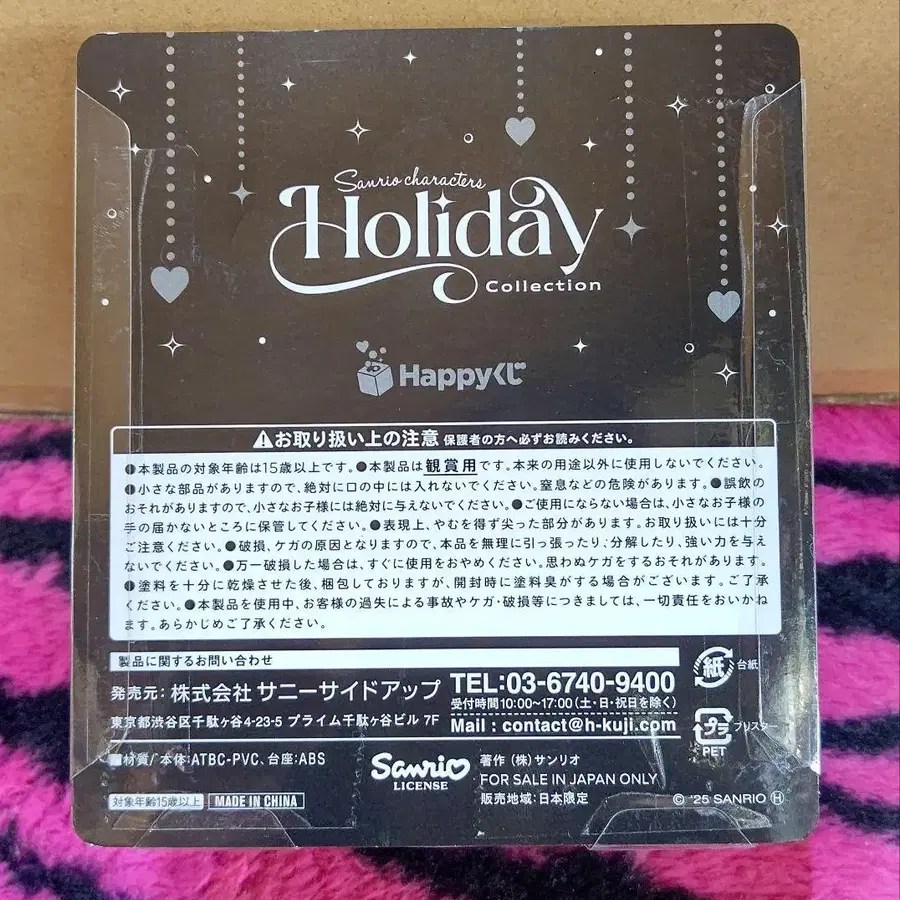 Sanrio characters
Holiday
Collection
Happyくじ
⚠お取り扱い上の注意 保護者の方へ必ずお読みください。
●本製品の対象年齢は15歳以上です。●本製品は観賞用です。本来の用途以外に使用しないでください。
●小さな部品がありますので、絶対に口の中には入れないでください。窒息などの危険があります。●誤飲の
おそれがありますので、小さなお子様には絶対に与えないでください。●ご使用にならない場合は、小さなお子様の
手の届かないところに保管してください。●表現上、やむを得ず尖った部分があります。お取り扱いには十分
ご注意ください。●破損、ケガの原因となりますので、本品を無理に引っ張ったり、分解したり、強い力を与え
ないでください。●万一破損した場合は、すぐに使用をおやめください。思わぬケガをするおそれがあります。
●塗料を十分に乾燥させた後、梱包しておりますが、開封時に塗料臭がする場合がございます。ご了承
ください。●本製品を使用中、お客様の過失による事故やケガ・破損等につきましては、一切責任をおいかね
ます。あらかじめご了承ください。
製品に関するお問い合わせ
発売元：株式会社 サニーサイドアップ
東京都渋谷区千駄ヶ谷4-23-5 プライム千駄ヶ谷ビル 7F
TEL:03-6740-9400
受付時間10:00~17:00(土・日・祝日を除く)
Mail : contact@h-kuji.com
紙 台紙
プラ ブリスター
PET
■材質/本体:ATBC-PVC、台座:ABS
対象年齢15歳以上 MADE IN CHINA
Sanrio
LICENSE
著作(株)サンリオ
FOR SALE IN JAPAN ONLY
販売地域:日本限定
© '25 SANRIO Ⓗ